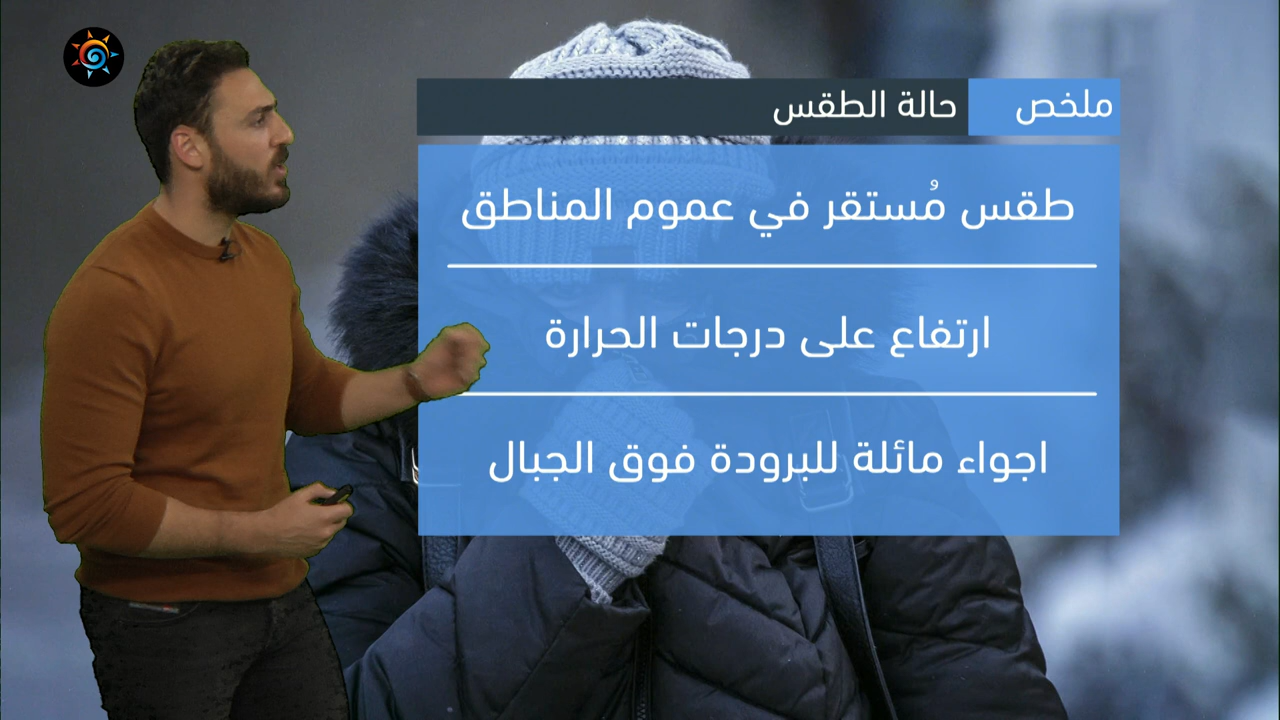 ملخص حالة الطقس
طقس مُستقر في عموم المناطق
ارتفاع على درجات الحرارة
اجواء مائلة للبرودة فوق الجبال